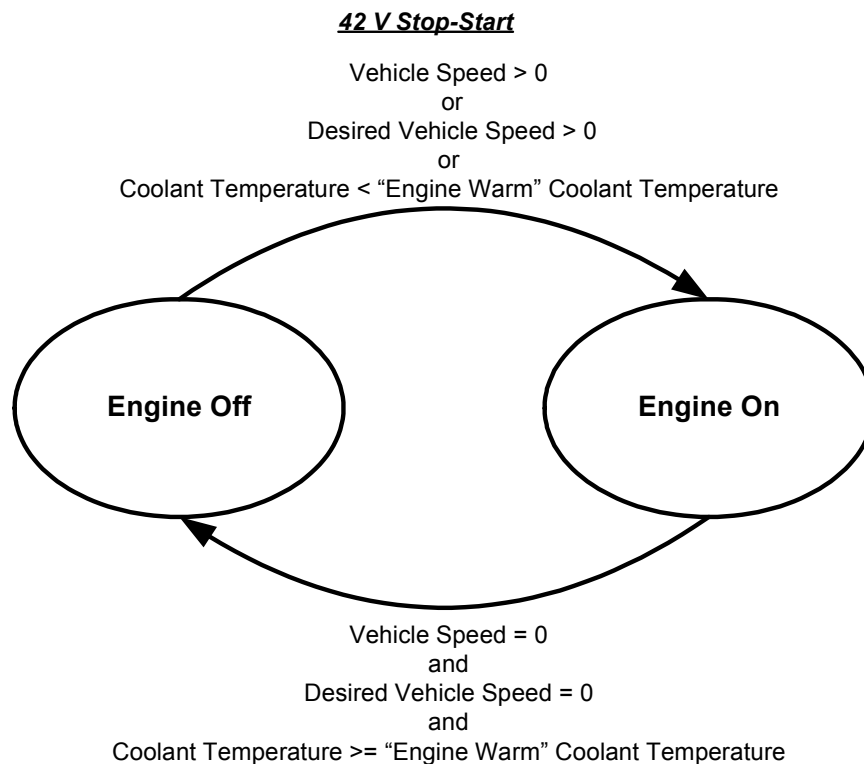 42 V Stop-Start
Vehicle Speed > 0
or
Desired Vehicle Speed > 0
or
Coolant Temperature < “Engine Warm” Coolant Temperature
Engine Off
Engine On
Vehicle Speed = 0
and
Desired Vehicle Speed = 0
and
Coolant Temperature >= “Engine Warm” Coolant Temperature